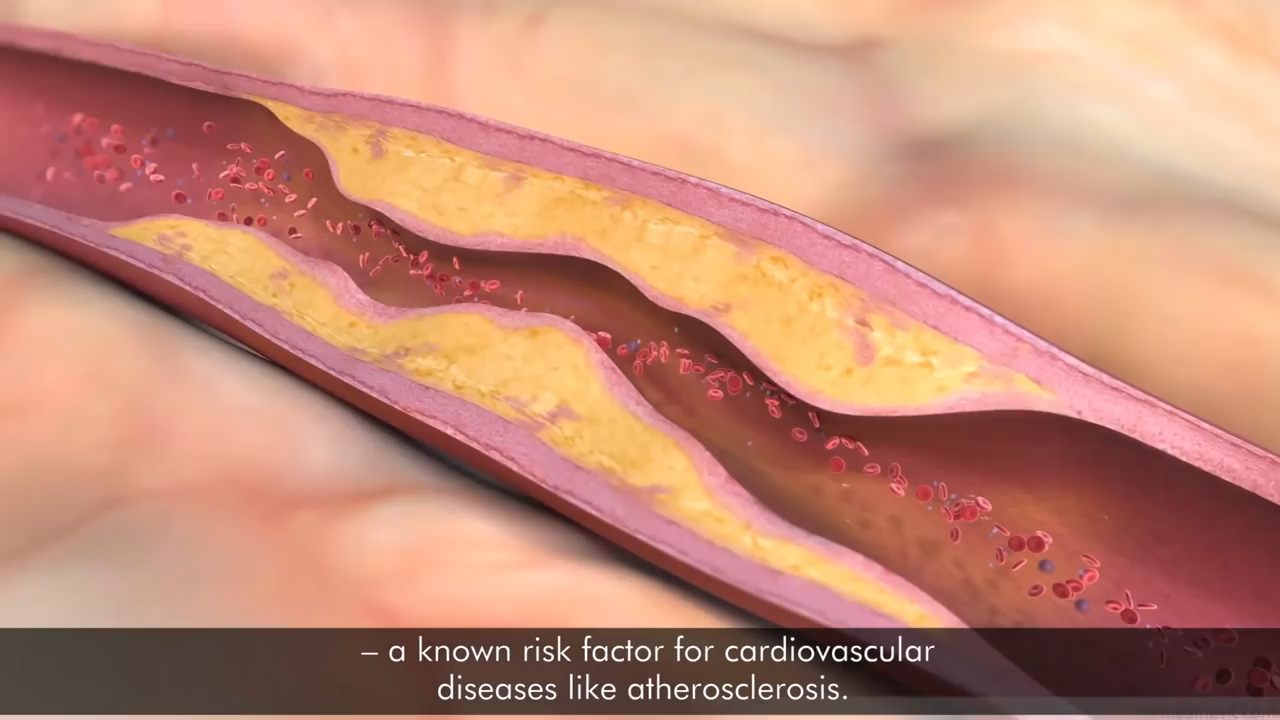 – a known risk factor for cardiovascular
diseases like atherosclerosis.